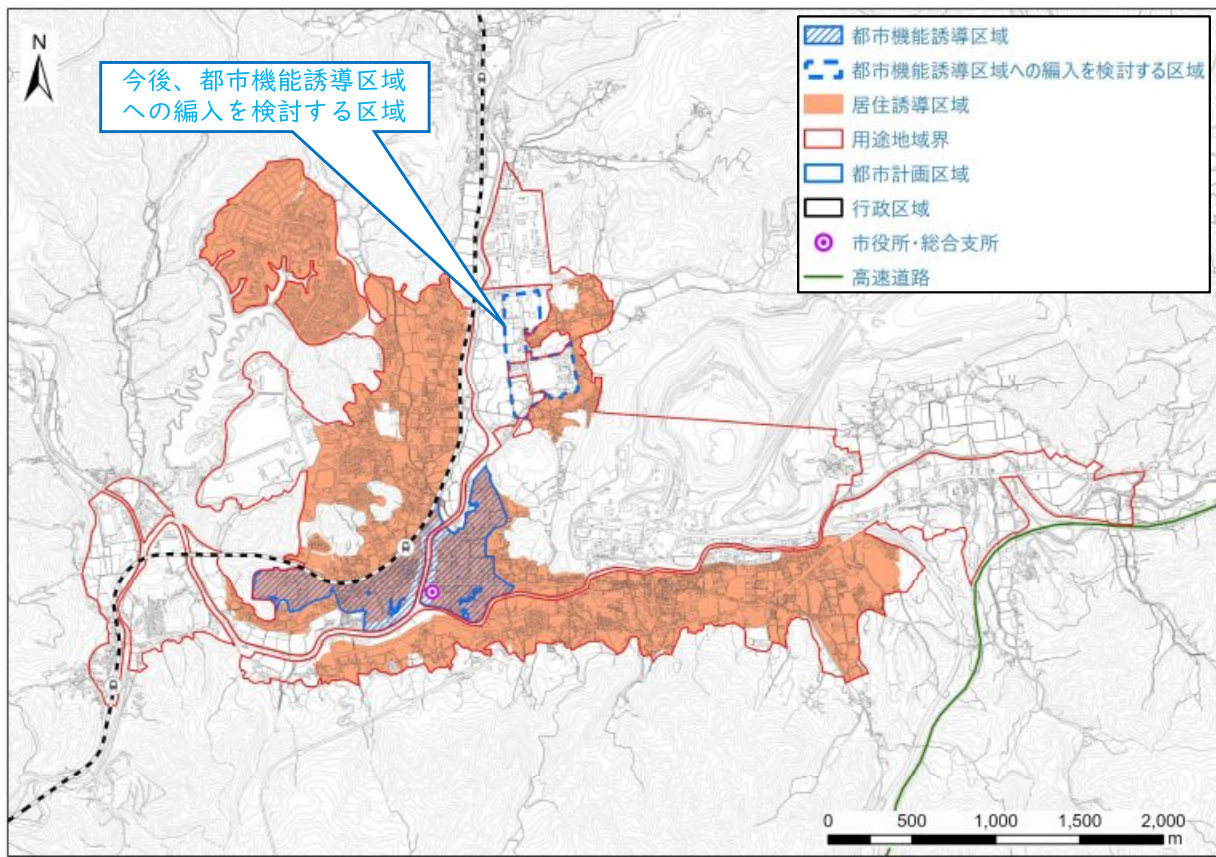 N
今後、都市機能誘導区域
への編入を検討する区域
都市機能誘導区域
都市機能誘導区域への編入を検討する区域
居住誘導区域
用途地域界
都市計画区域
行政区域
市役所・総合支所
高速道路
0 500 1,000 1,500 2,000
m